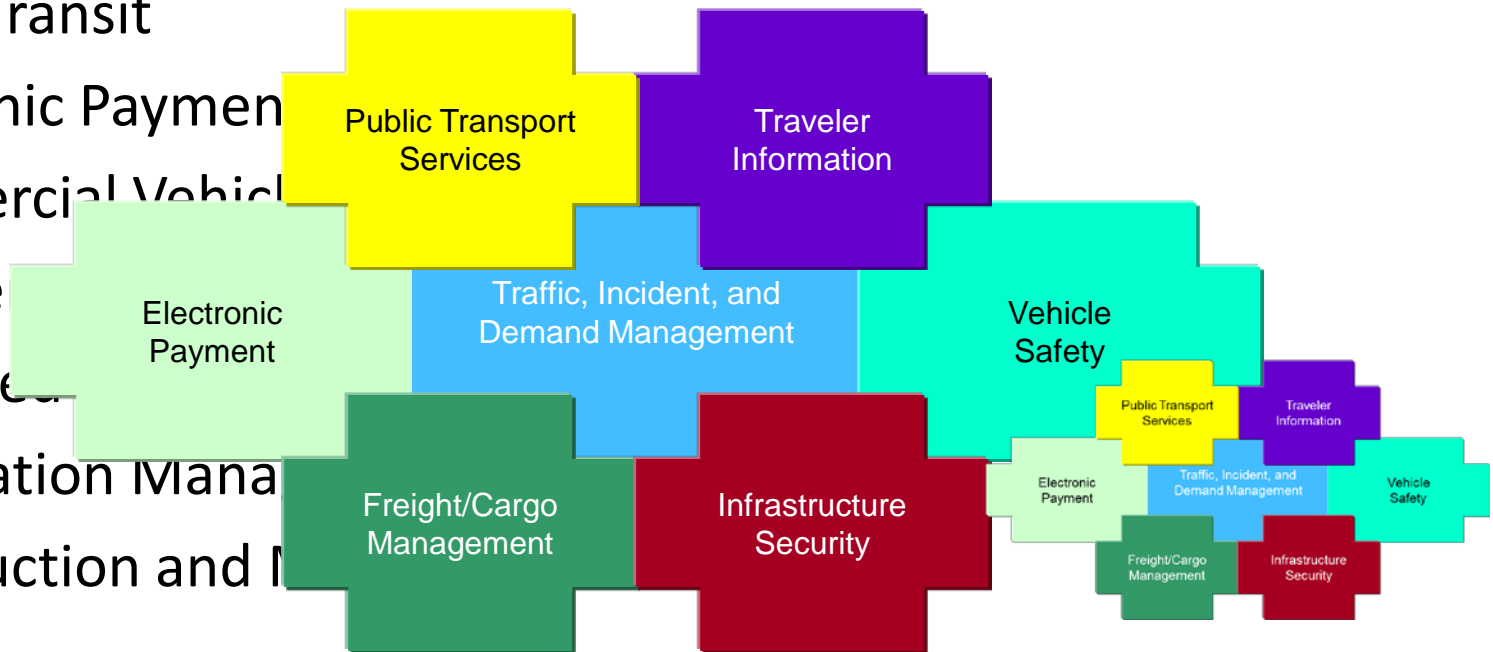 ransit
nic Paymen
Public Transport
Services
Traveler
Information
ercial Vehicl
Electronic
Payment
Traffic, Incident, and
Demand Management
Vehicle
Safety
ation Mana
Freight/Cargo
Management
Infrastructure
Security
uction and M
Public Transport
Services
Traveler
Information
Electronic
Payment
Traffic, Incident, and
Demand Management
Vehicle
Safety
Freight/Cargo
Management
Infrastructure
Security